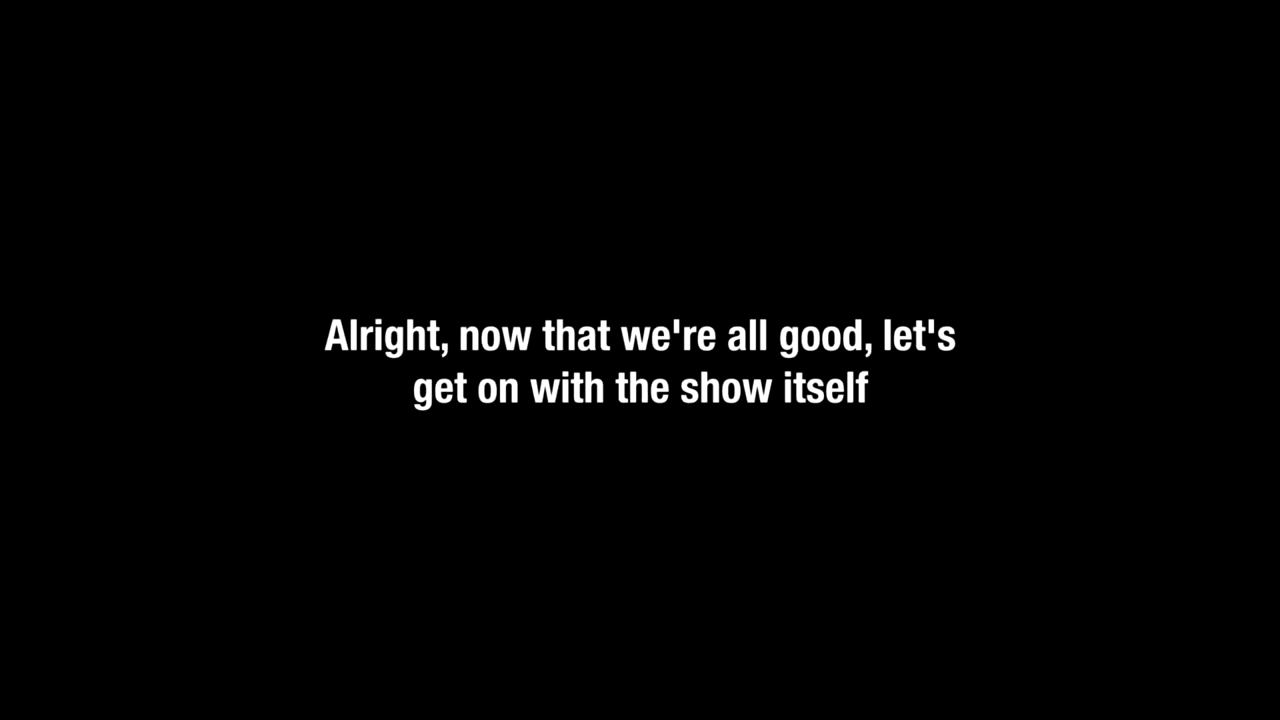 Alright, now that we're all good, let's
get on with the show itself